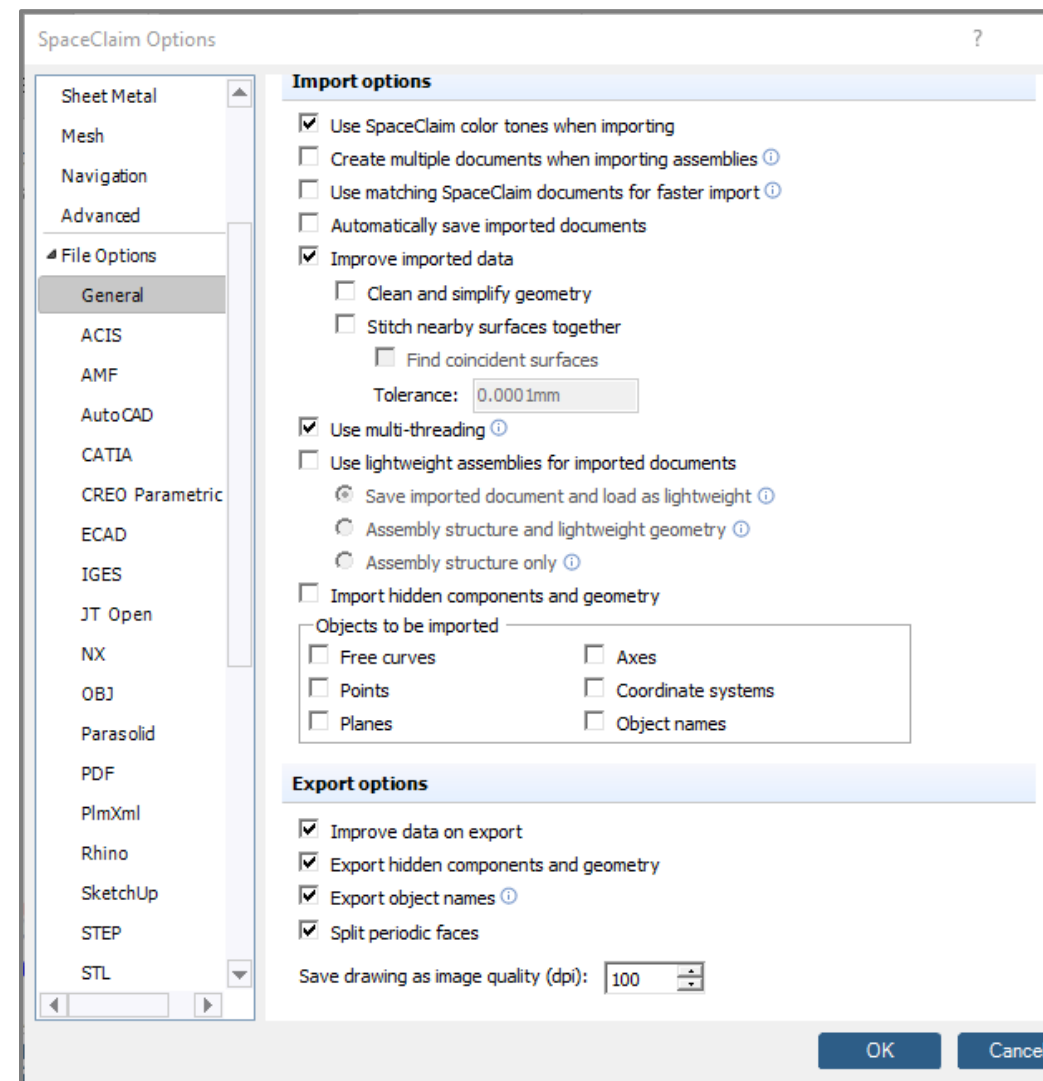 SpaceClaim Options ?
Sheet Metal
Mesh
Navigation
Advanced
File Options
General
ACIS
AMF
AutoCAD
CATIA
CREO Parametric
ECAD
IGES
JT Open
NX
OBJ
Parasolid
PDF
PlmXml
Rhino
SketchUp
STEP
STL
Import options
Use SpaceClaim color tones when importing
Create multiple documents when importing assemblies
Use matching SpaceClaim documents for faster import
Automatically save imported documents
Improve imported data
Clean and simplify geometry
Stitch nearby surfaces together
Find coincident surfaces
Tolerance: 0.0001mm
Use multi-threading
Use lightweight assemblies for imported documents
Save imported document and load as lightweight
Assembly structure and lightweight geometry
Assembly structure only
Import hidden components and geometry
Objects to be imported
Free curves Axes
Points Coordinate systems
Planes Object names
Export options
Improve data on export
Export hidden components and geometry
Export object names
Split periodic faces
Save drawing as image quality (dpi): 100
OK Cance